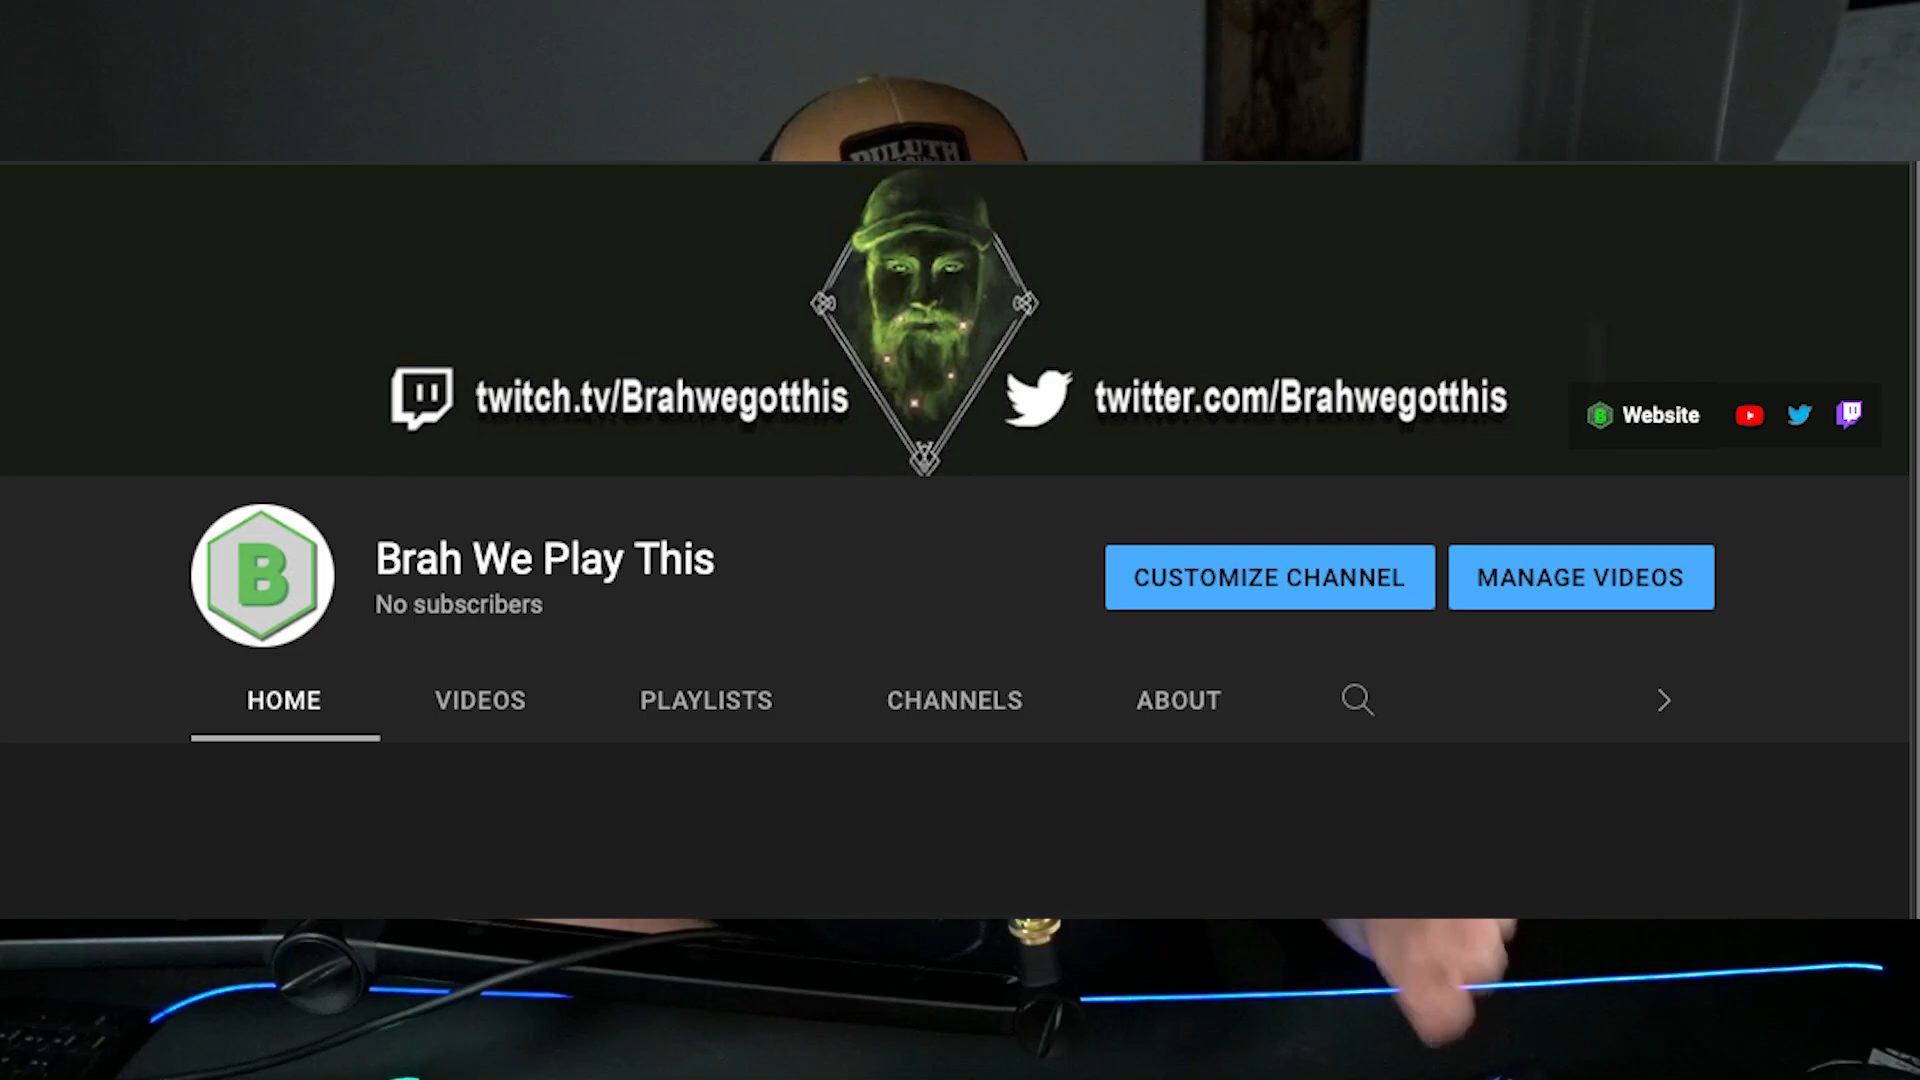 DULUTH
twitch.tv/Brahwegotthis
twitter.com/Brahwegotthis
B Website
B
Brah We Play This
No subscribers
CUSTOMIZE CHANNEL
MANAGE VIDEOS
HOME
VIDEOS
PLAYLISTS
CHANNELS
ABOUT